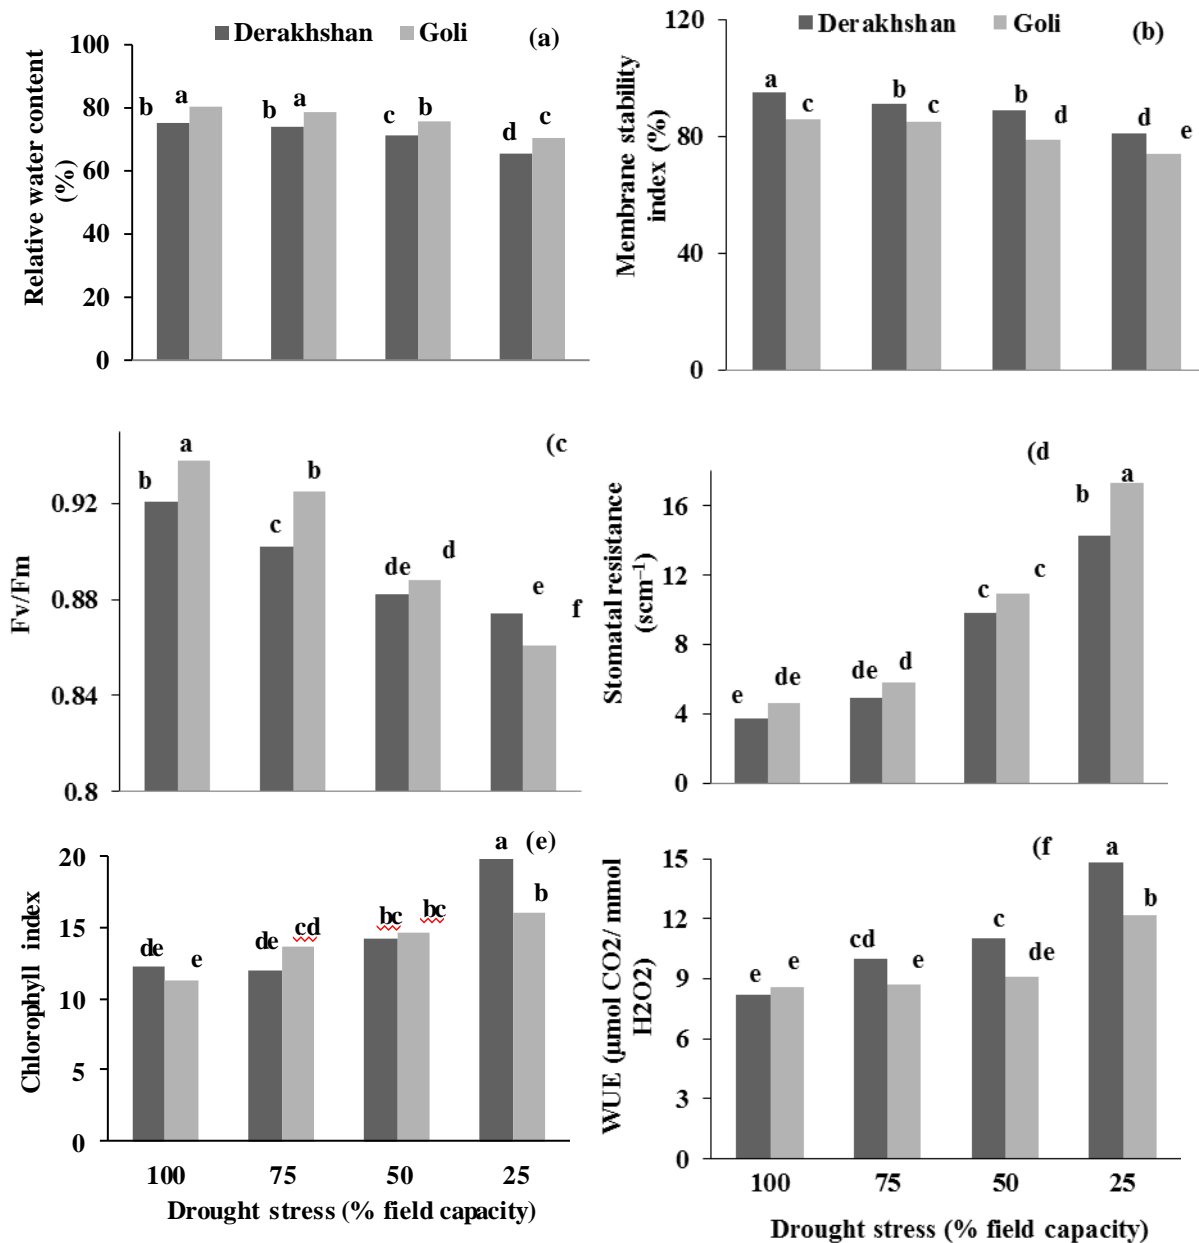 Derakhshan Goli (a)
Relative water content
(%)
100
80
60
40
20
0
b a b a c b d c
Derakhshan Goli (b)
Membrane stability
index (%)
120
80
40
0
a c b c b d d e
(c
Fv/Fm
0.92
0.88
0.84
0.8
b a c b de d e f
(d
Stomatal resistance
(scm⁻¹)
16
12
8
4
0
e de de d c c b a
(e)
Chlorophyll index
20
15
10
5
0
de e de cd bc bc a b
100 75 50 25
Drought stress (% field capacity)
(f
WUE (µmol CO2/ mmol
H2O2)
15
12
9
6
3
0
e e cd e c de a b
100 75 50 25
Drought stress (% field capacity)